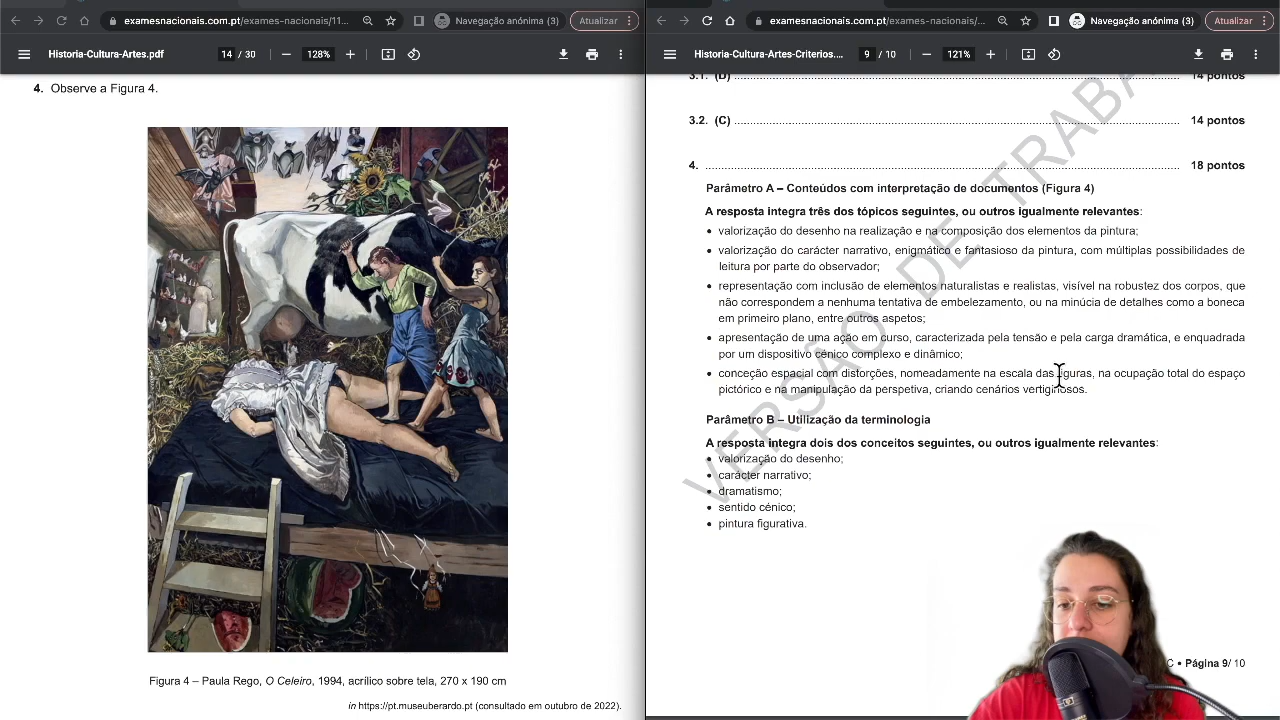 examesnacionais.com.pt/exames-nacionais/11...
Navegação anónima (3)
Atualizar
Historia-Cultura-Artes.pdf
14 / 30
128%
4. Observe a Figura 4.
Figura 4 – Paula Rego, O Celeiro, 1994, acrílico sobre tela, 270 x 190 cm
in https://pt.museuberardo.pt (consultado em outubro de 2022).
examesnacionais.com.pt/exames-nacionais/...
Navegação anónima (3)
Atualizar
Historia-Cultura-Artes-Criterios....
9 / 10
121%
3.1. (D) .......... 14 pontos
3.2. (C) .......... 14 pontos
4. .......... 18 pontos
Parâmetro A – Conteúdos com interpretação de documentos (Figura 4)
A resposta integra três dos tópicos seguintes, ou outros igualmente relevantes:
• valorização do desenho na realização e na composição dos elementos da pintura;
• valorização do carácter narrativo, enigmático e fantasioso da pintura, com múltiplas possibilidades de
leitura por parte do observador;
• representação com inclusão de elementos naturalistas e realistas, visível na robustez dos corpos, que
não correspondem a nenhuma tentativa de embelezamento, ou na minúcia de detalhes como a boneca
em primeiro plano, entre outros aspetos;
• apresentação de uma ação em curso, caracterizada pela tensão e pela carga dramática, e enquadrada
por um dispositivo cénico complexo e dinâmico;
• conceção espacial com distorções, nomeadamente na escala das figuras, na ocupação total do espaço
pictórico e na manipulação da perspetiva, criando cenários vertiginosos.
Parâmetro B – Utilização da terminologia
A resposta integra dois dos conceitos seguintes, ou outros igualmente relevantes:
• valorização do desenho;
• carácter narrativo;
• dramatismo;
• sentido cénico;
• pintura figurativa.
VERSÃO DE TRABA
C • Página 9/ 10